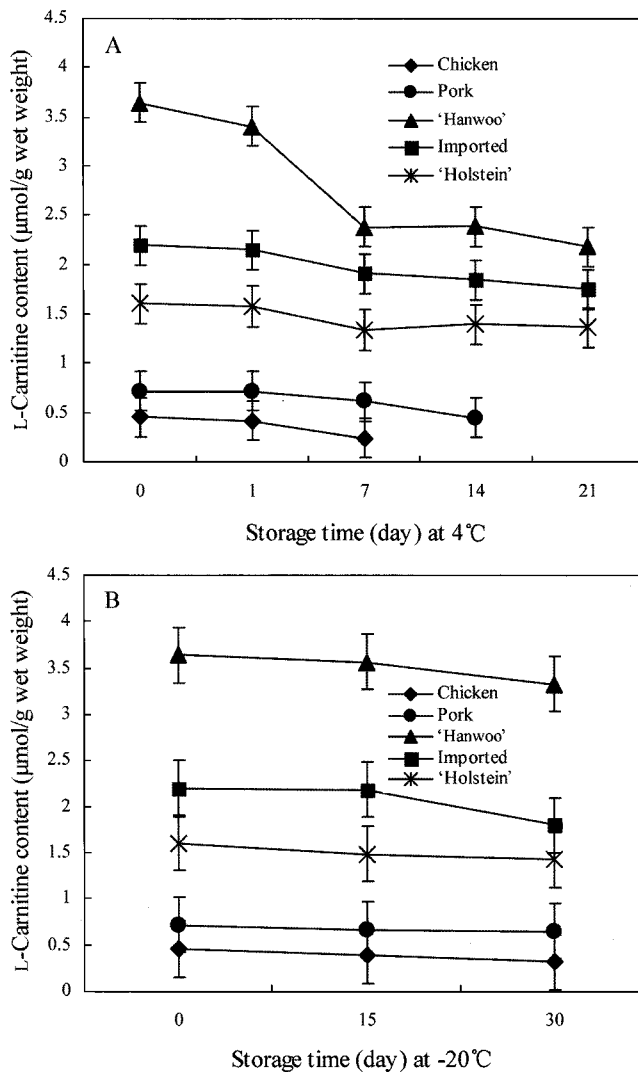 A
L-Carnitine content (μmol/g wet weight)
4.5
4
3.5
3
2.5
2
1.5
1
0.5
0
Chicken
Pork
'Hanwoo'
Imported
'Holstein'
0 1 7 14 21
Storage time (day) at 4℃
B
L-Carnitine content (μmol/g wet weight)
4.5
4
3.5
3
2.5
2
1.5
1
0.5
0
Chicken
Pork
'Hanwoo'
Imported
'Holstein'
0 15 30
Storage time (day) at -20℃